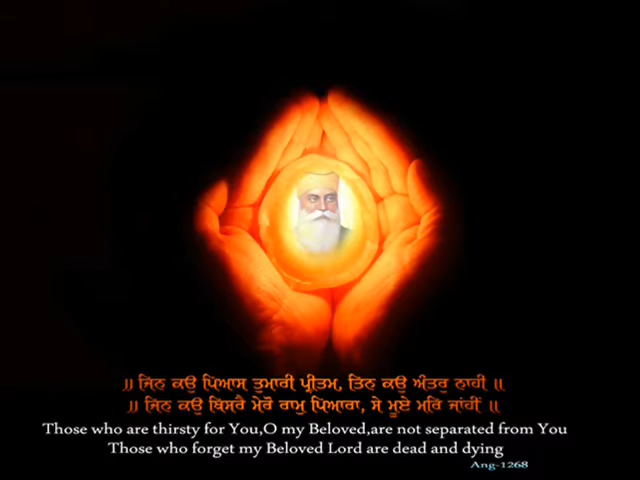 ॥ ਜਿਨ ਕਉ ਪਿਆਸ ਤੁਮਾਰੀ ਪ੍ਰੀਤਮ, ਤਿਨ ਕਉ ਅੰਤਰੁ ਨਾਹੀ ॥
॥ ਜਿਨ ਕਉ ਬਿਸਰੈ ਮੇਰੋ ਰਾਮੁ ਪਿਆਰਾ, ਸੇ ਮੂਏ ਮਰਿ ਜਾਂਹੀਂ ॥
Those who are thirsty for You,O my Beloved,are not separated from You
Those who forget my Beloved Lord are dead and dying
Ang-1268